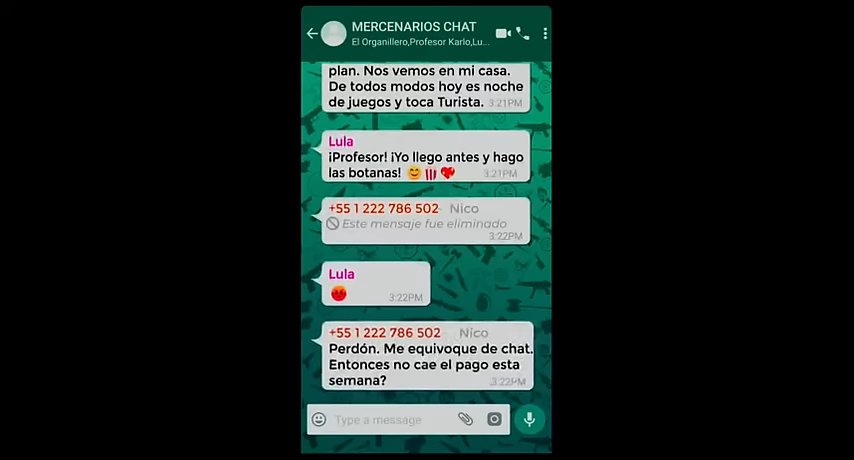 MERCENARIOS CHAT
El Organillero,Profesor Karlo,Lu...
plan. Nos vemos en mi casa.
De todos modos hoy es noche
de juegos y toca Turista. 3:21PM
Lula
¡Profesor! ¡Yo llego antes y hago
las botanas! 😊🍿💖 3:21PM
+55 1 222 786 502- Nico
Este mensaje fue eliminado
3:22PM
Lula
😡 3:22PM
+55 1 222 786 502 Nico
Perdón. Me equivoque de chat.
Entonces no cae el pago esta
semana? 3:22PM
Type a message